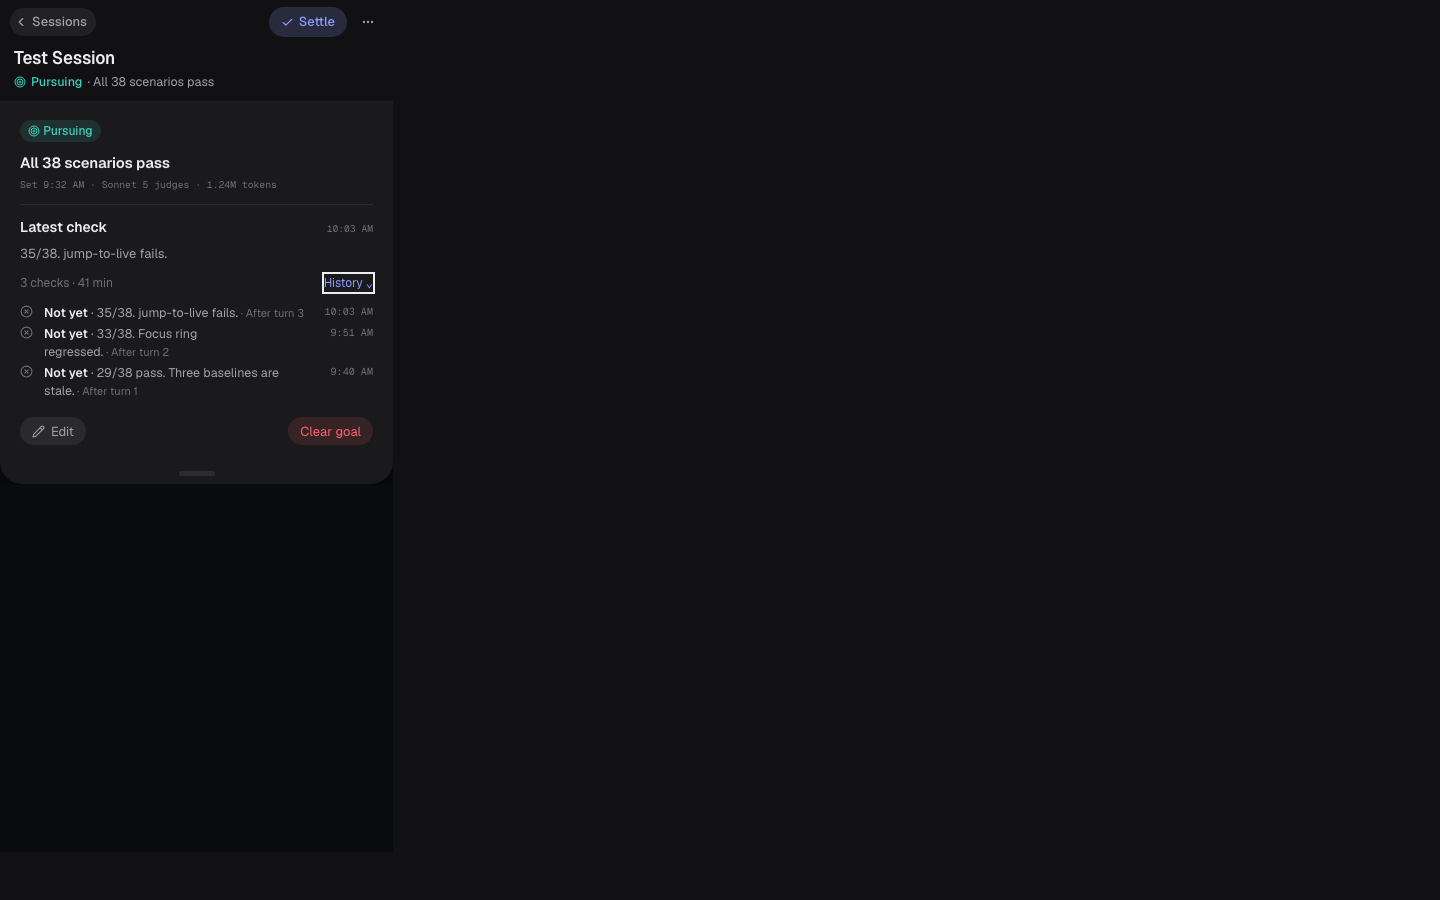 Sessions
Settle
Test Session
Pursuing · All 38 scenarios pass
Pursuing
All 38 scenarios pass
Set 9:32 AM · Sonnet 5 judges · 1.24M tokens
Latest check
10:03 AM
35/38. jump-to-live fails.
3 checks · 41 min
History
Not yet · 35/38. jump-to-live fails. · After turn 3
10:03 AM
Not yet · 33/38. Focus ring
9:51 AM
regressed. · After turn 2
Not yet · 29/38 pass. Three baselines are
9:40 AM
stale. · After turn 1
Edit
Clear goal